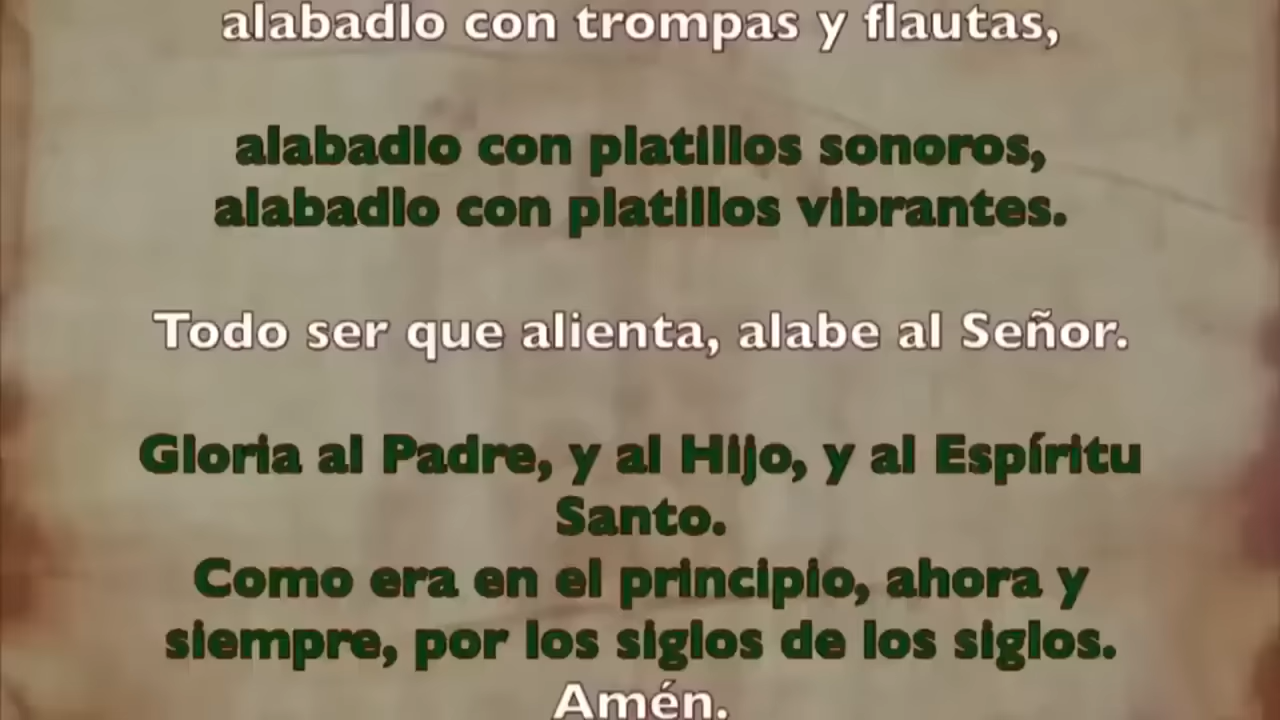 alabadlo con trompas y flautas,
alabadlo con platillos sonoros,
alabadlo con platillos vibrantes.
Todo ser que alienta, alabe al Señor.
Gloria al Padre, y al Hijo, y al Espíritu
Santo.
Como era en el principio, ahora y
siempre, por los siglos de los siglos.
Amén.